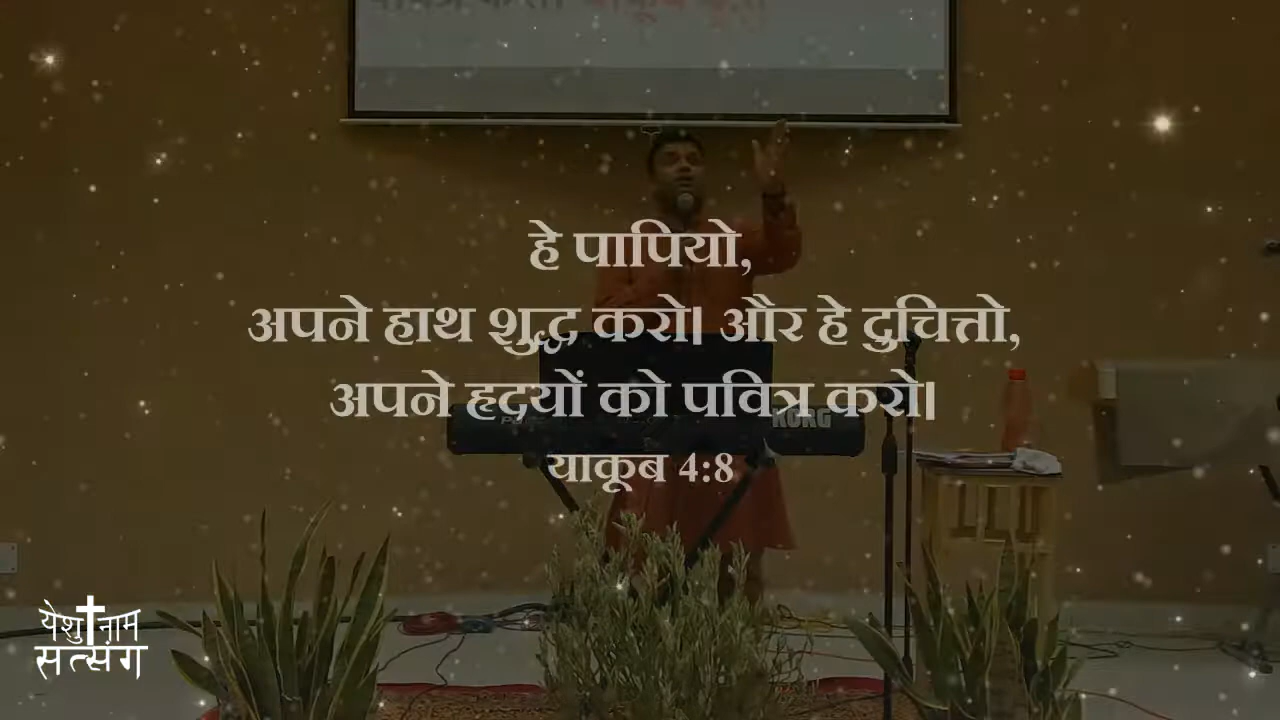 हे पापियो,
अपने हाथ शुद्ध करो। और हे दुचित्तो,
अपने हृदयों को पवित्र करो।
KORG
याकूब 4:8
येशु नाम
सत्संग